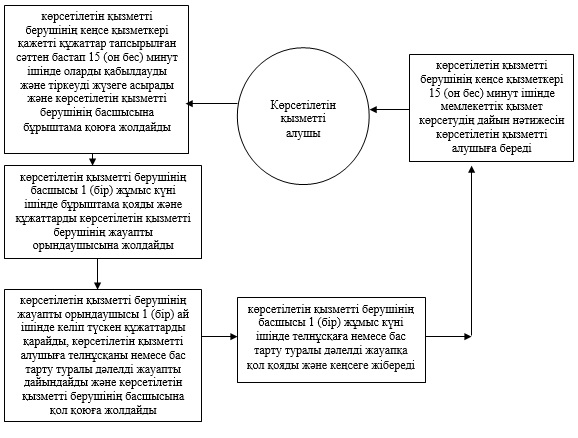 көрсетілетін қызметті
берушінің кеңсе қызметкері
қажетті құжаттар тапсырылған
сәттен бастап 15 (он бес) минут
ішінде оларды қабылдауды
және тіркеуді жүзеге асырады
және көрсетілетін қызметті
берушінің басшысына
бұрыштама қоюға жолдайды
Көрсетілетін
қызметті
алушы
көрсетілетін қызметті
берушінің кеңсе қызметкері
15 (он бес) минут ішінде
мемлекеттік қызмет
көрсетудің дайын нәтижесін
көрсетілетін қызметті
алушыға береді
көрсетілетін қызметті берушінің
басшысы 1 (бір) жұмыс күні
ішінде бұрыштама қояды және
құжаттарды көрсетілетін қызметті
берушінің жауапты
орындаушысына жолдайды
көрсетілетін қызметті берушінің
жауапты орындаушысы 1 (бір) ай
ішінде келіп түскен құжаттарды
қарайды, көрсетілетін қызметті
алушыға телнұсқаны немесе бас
тарту туралы дәлелді жауапты
дайындайды және көрсетілетін
қызметті берушінің басшысына
қол қоюға жолдайды
көрсетілетін қызметті берушінің
басшысы 1 (бір) жұмыс күні
ішінде телнұсқаға немесе бас
тарту туралы дәлелді жауапқа
қол қояды және кеңсеге жібереді